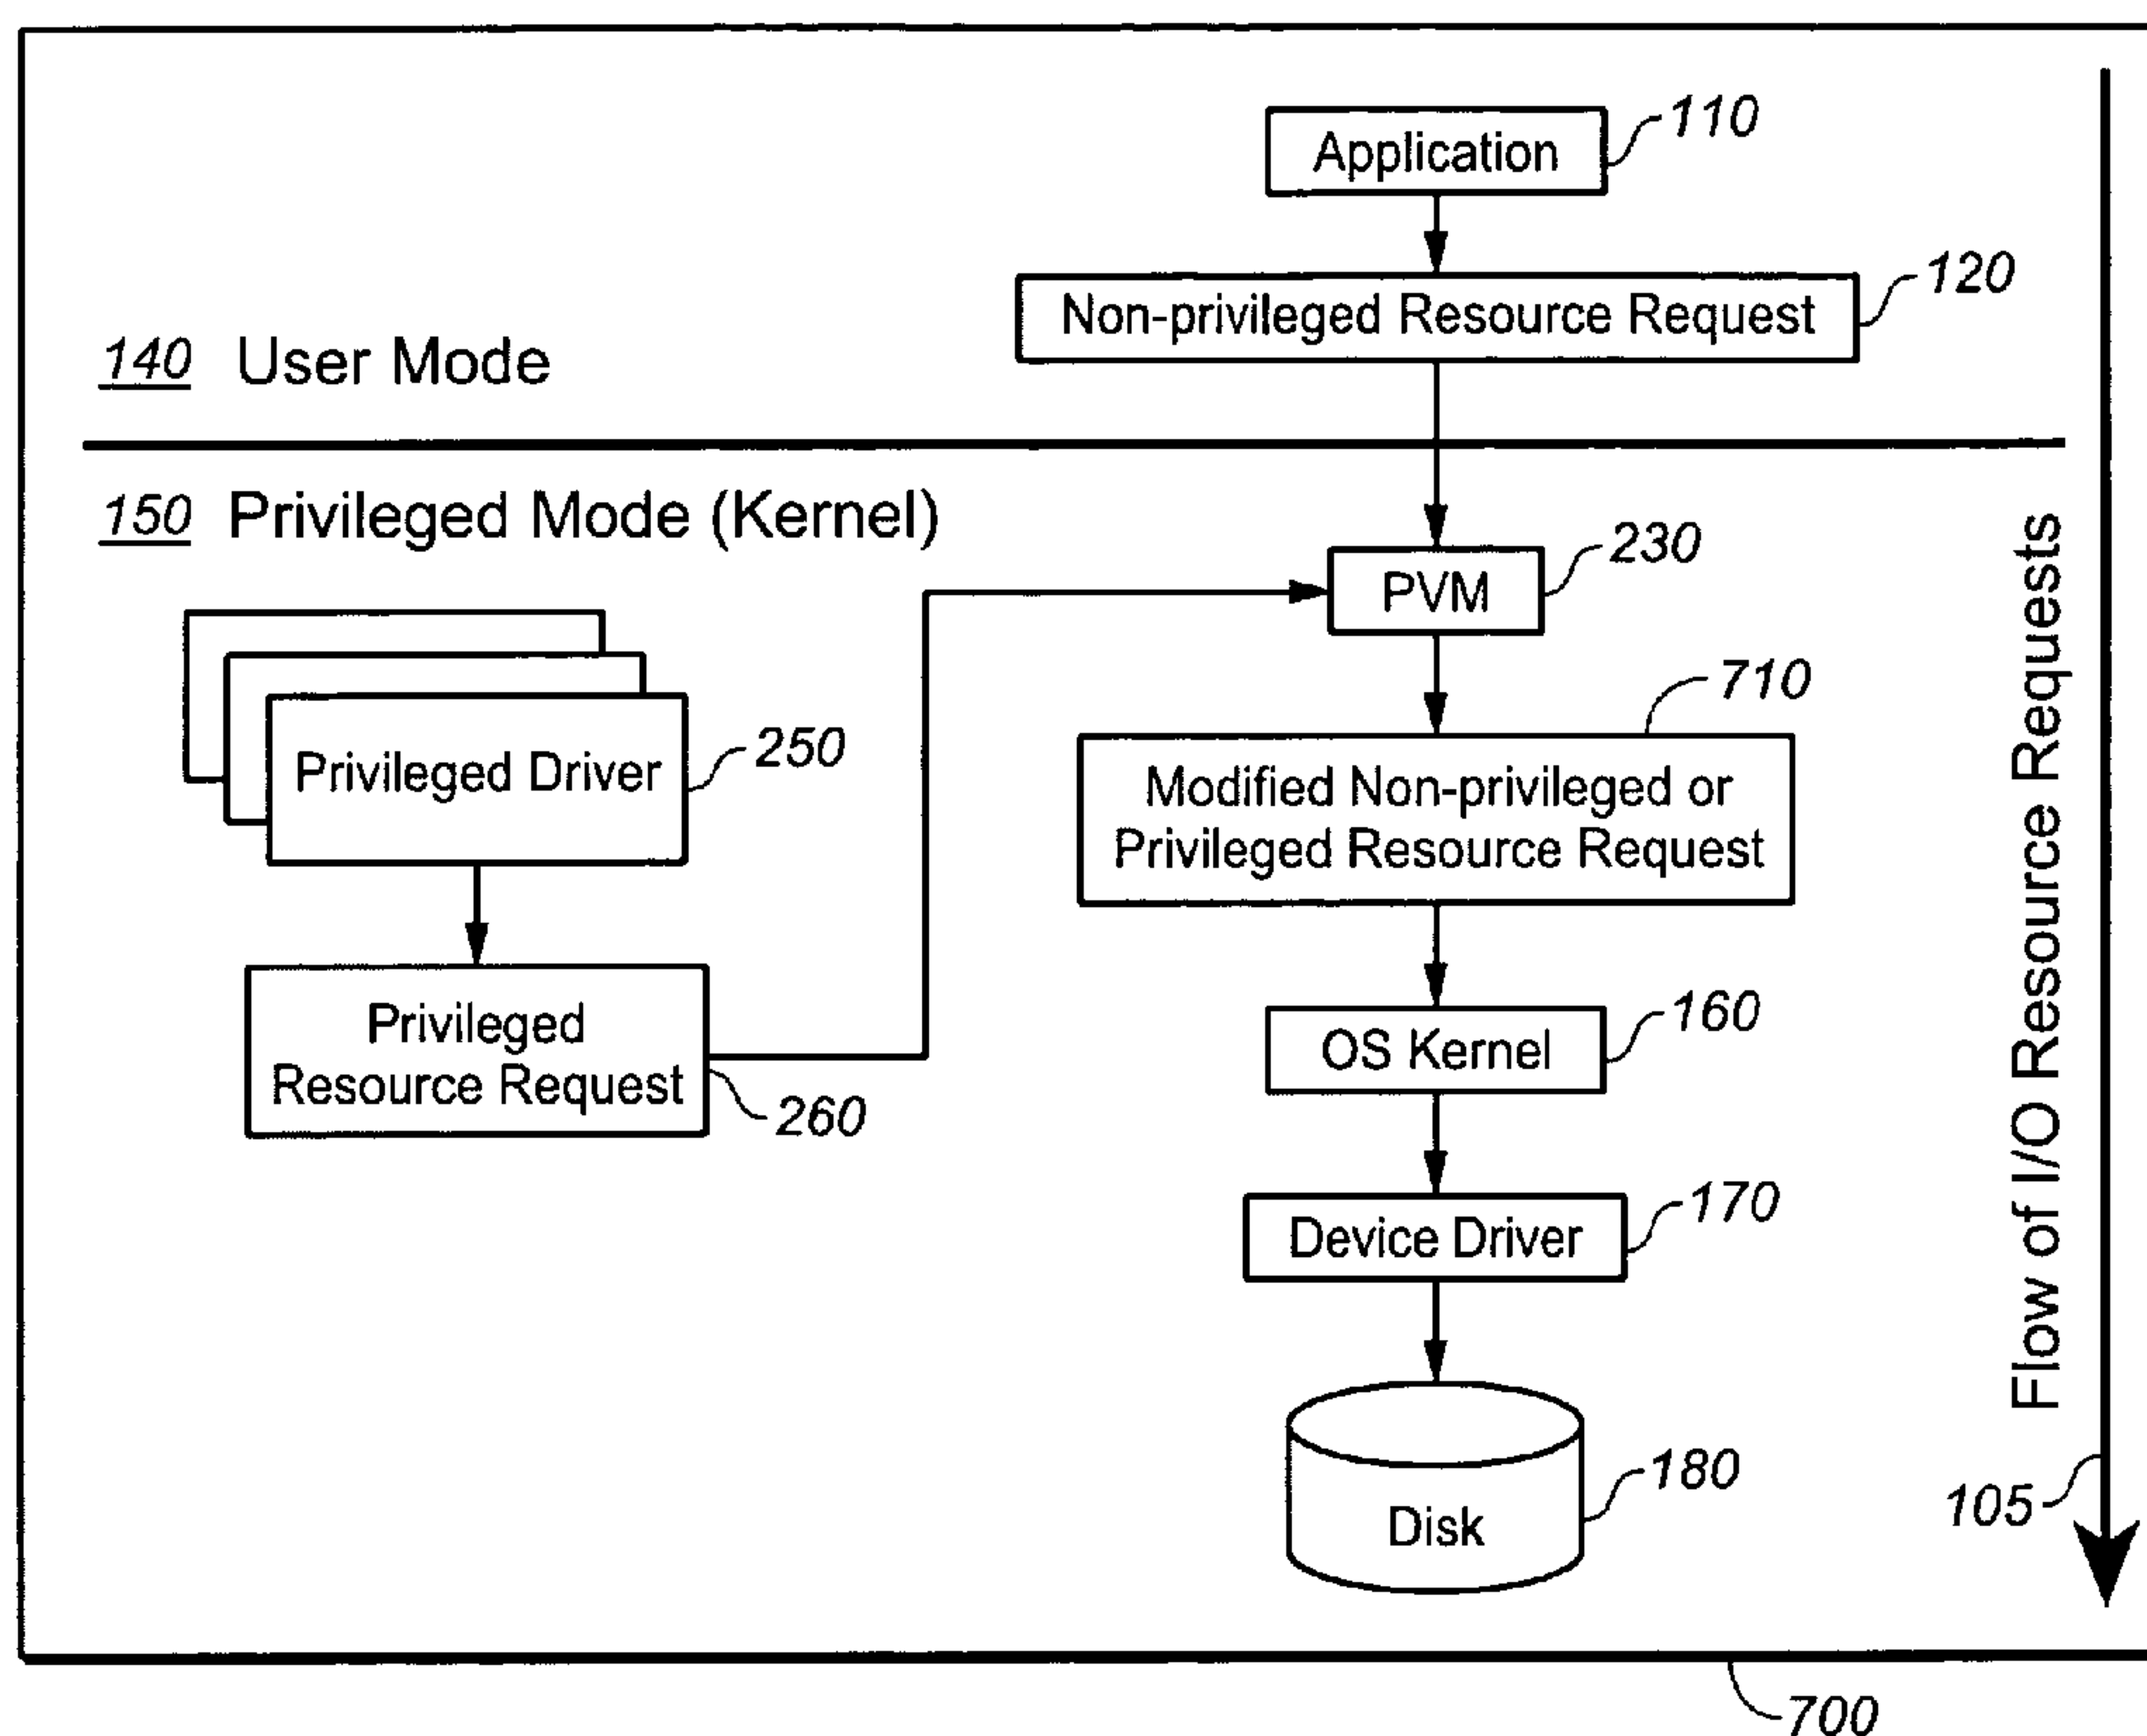 Application
110
Non-privileged Resource Request
120
140 User Mode
150 Privileged Mode (Kernel)
PVM
230
Privileged Driver
250
Modified Non-privileged or
Privileged Resource Request
710
Privileged
Resource Request
260
OS Kernel
160
Device Driver
170
Disk
180
Flow of I/O Resource Requests
105
700